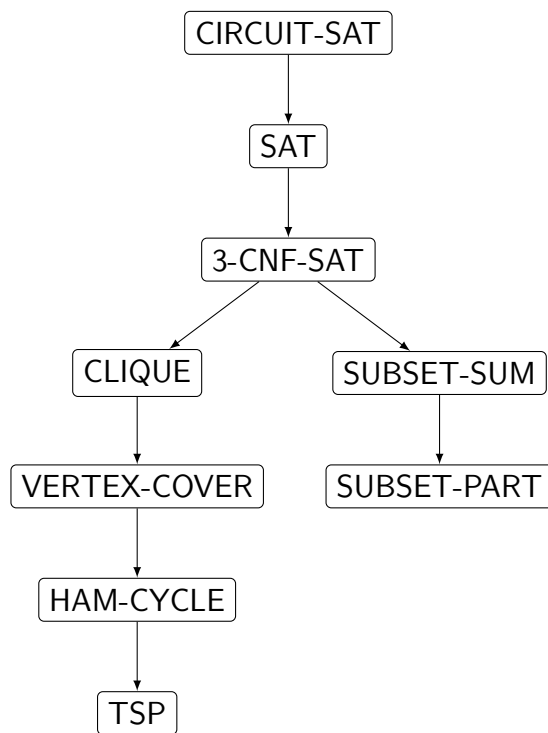 CIRCUIT-SAT
SAT
3-CNF-SAT
CLIQUE
SUBSET-SUM
VERTEX-COVER
SUBSET-PART
HAM-CYCLE
TSP